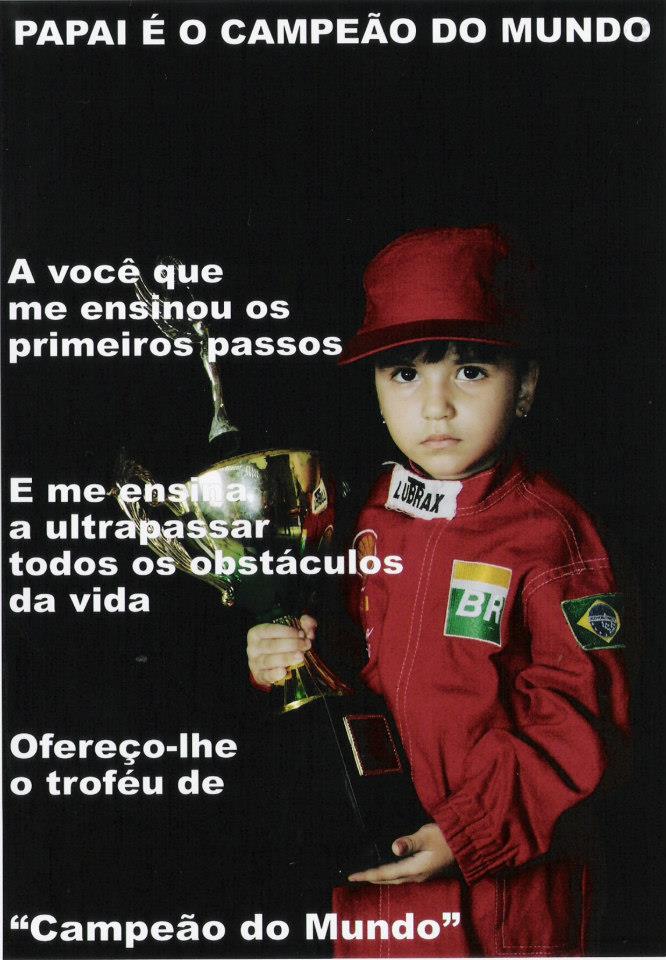 PAPAI É O CAMPEÃO DO MUNDO
A você que
me ensinou os
primeiros passos
E me ensina
a ultrapassar
todos os obstáculos
da vida
Ofereço-lhe
o troféu de
“Campeão do Mundo”
LUBRAX
BR